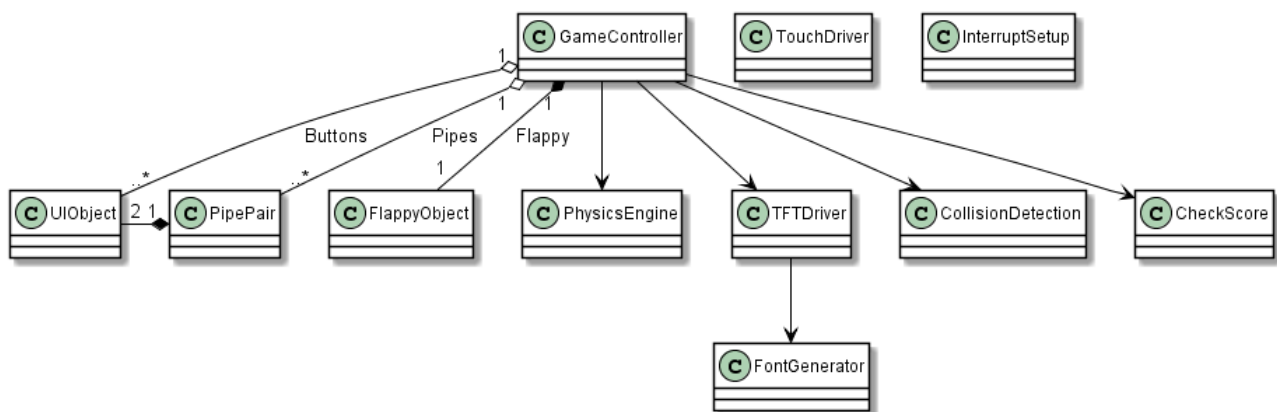 C GameController
C TouchDriver
C InterruptSetup
1
1
1
Buttons
Pipes
Flappy
..*
..*
1
C UIObject
2 1
C PipePair
C FlappyObject
C PhysicsEngine
C TFTDriver
C CollisionDetection
C CheckScore
C FontGenerator